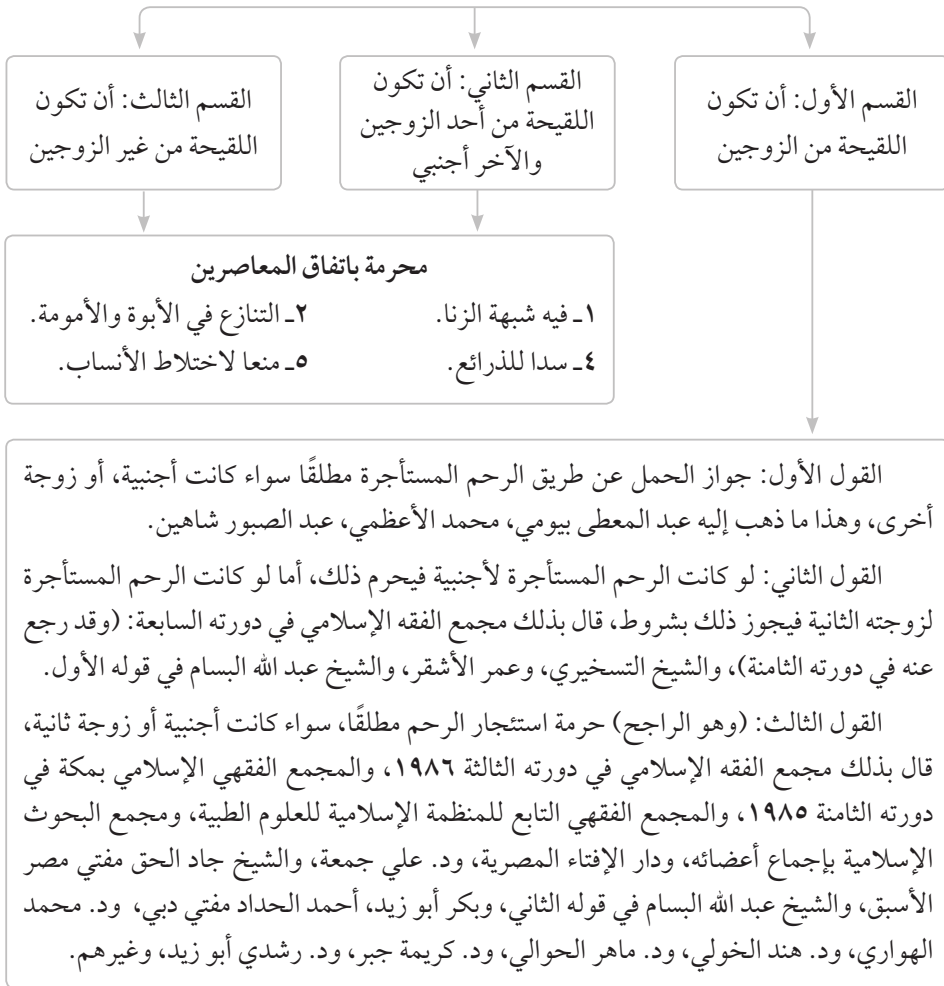 القسم الأول: أن تكون
اللقيحة من الزوجين
القسم الثاني: أن تكون
اللقيحة من أحد الزوجين
والآخر أجنبي
القسم الثالث: أن تكون
اللقيحة من غير الزوجين
محرمة باتفاق المعاصرين
١ـ فيه شبهة الزنا. ٢ـ التنازع في الأبوة والأمومة.
٤ـ سدا للذرائع. ٥ـ منعا لاختلاط الأنساب.
القول الأول: جواز الحمل عن طريق الرحم المستأجرة مطلقًا سواء كانت أجنبية، أو زوجة
أخرى، وهذا ما ذهب إليه عبد المعطى بيومي، محمد الأعظمي، عبد الصبور شاهين.
القول الثاني: لو كانت الرحم المستأجرة لأجنبية فيحرم ذلك، أما لو كانت الرحم المستأجرة
لزوجته الثانية فيجوز ذلك بشروط، قال بذلك مجمع الفقه الإسلامي في دورته السابعة: (وقد رجع
عنه في دورته الثامنة)، والشيخ التسخيري، وعمر الأشقر، والشيخ عبد الله البسام في قوله الأول.
القول الثالث: (وهو الراجح) حرمة استئجار الرحم مطلقًا، سواء كانت أجنبية أو زوجة ثانية،
قال بذلك مجمع الفقه الإسلامي في دورته الثالثة ١٩٨٦، والمجمع الفقهي الإسلامي بمكة في
دورته الثامنة ١٩٨٥، والمجمع الفقهي التابع للمنظمة الإسلامية للعلوم الطبية، ومجمع البحوث
الإسلامية بإجماع أعضائه، ودار الإفتاء المصرية، ود. علي جمعة، والشيخ جاد الحق مفتي مصر
الأسبق، والشيخ عبد الله البسام في قوله الثاني، وبكر أبو زيد، أحمد الحداد مفتي دبي، ود. محمد
الهواري، ود. هند الخولي، ود. ماهر الحوالي، ود. كريمة جبر، ود. رشدي أبو زيد، وغيرهم.